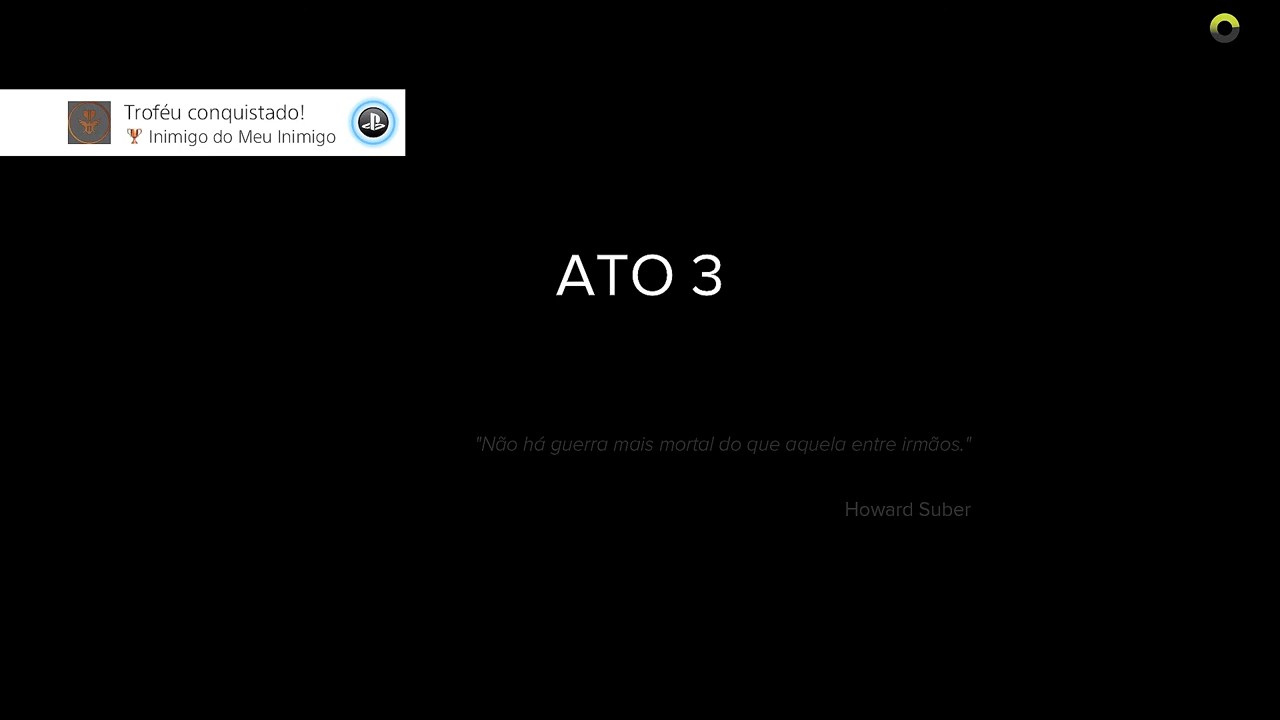 Troféu conquistado!
Inimigo do Meu Inimigo
ATO 3
"Não há guerra mais mortal do que aquela entre irmãos."
Howard Suber